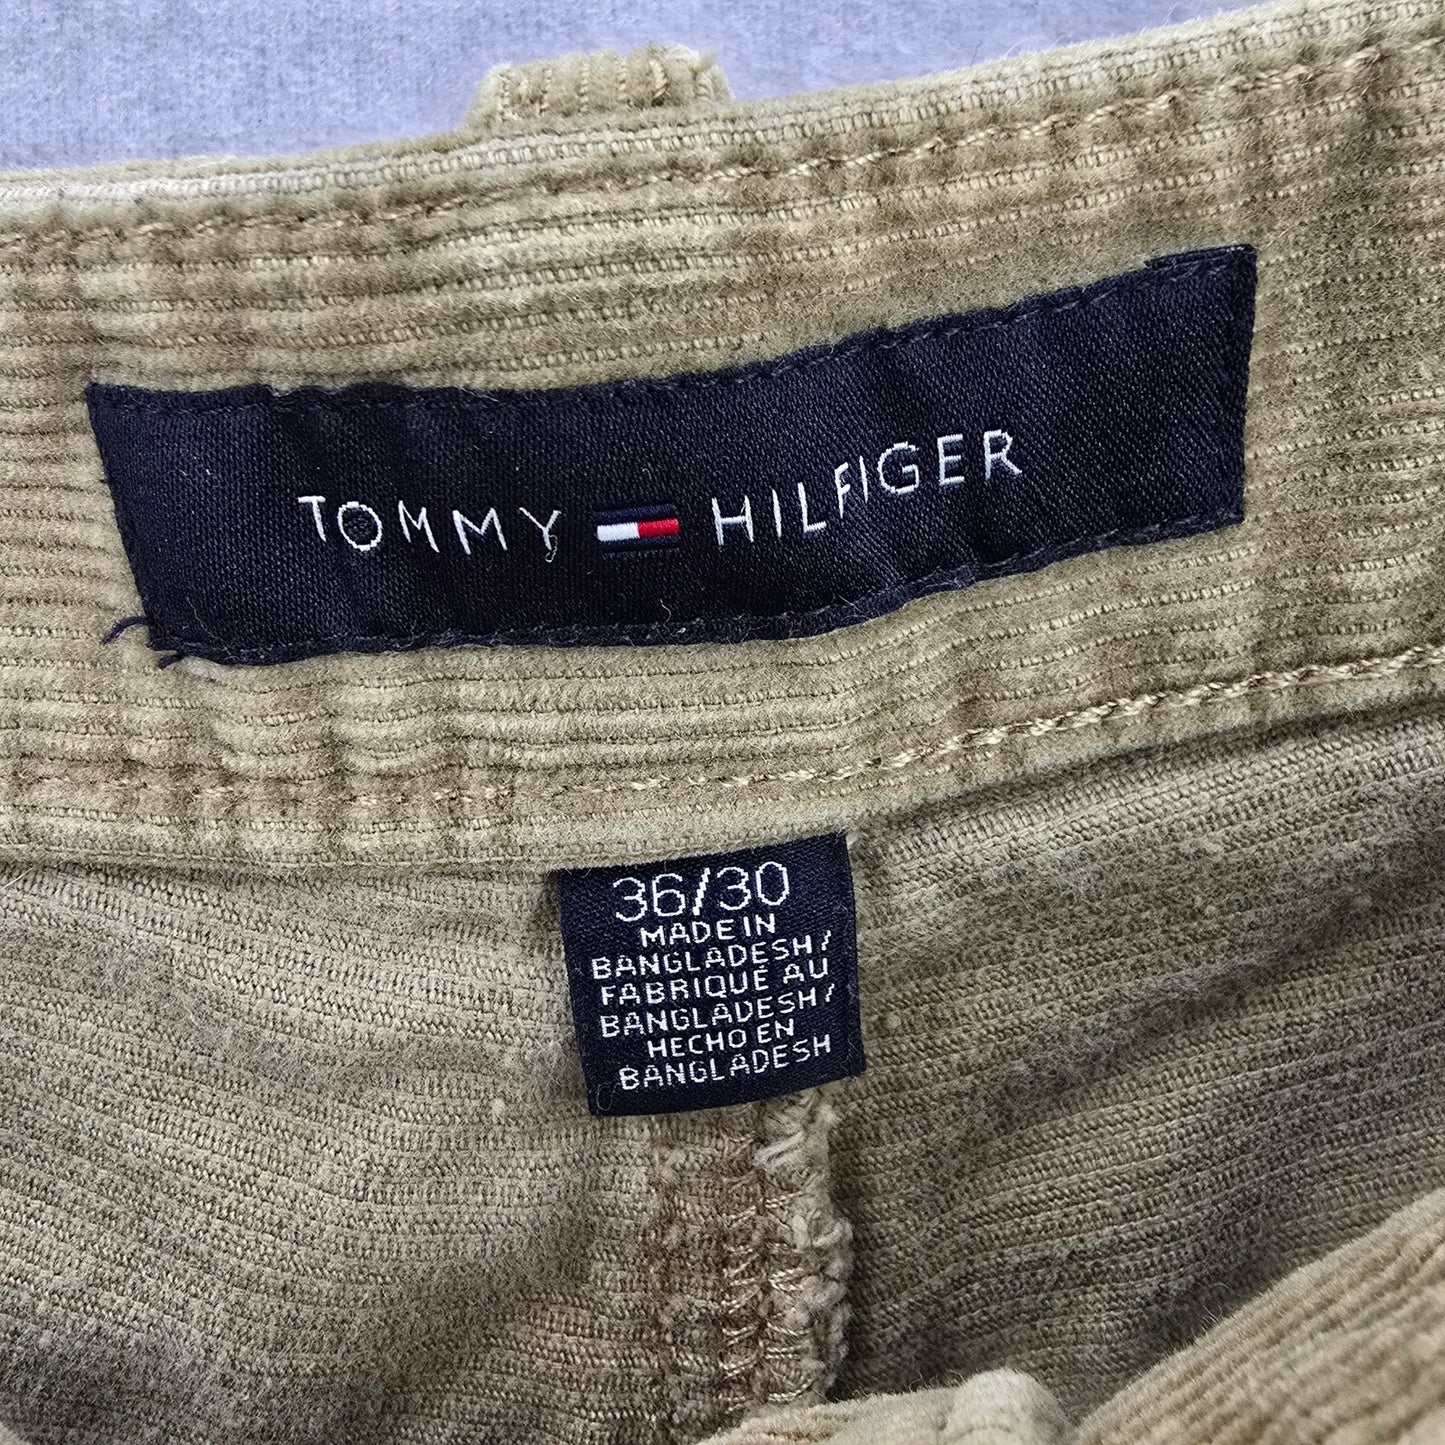 TOMMY HILFIGER
36/30
MADE IN
BANGLADESH/
FABRIQUÉ AU
BANGLADESH/
HECHO EN
BANGLADESH